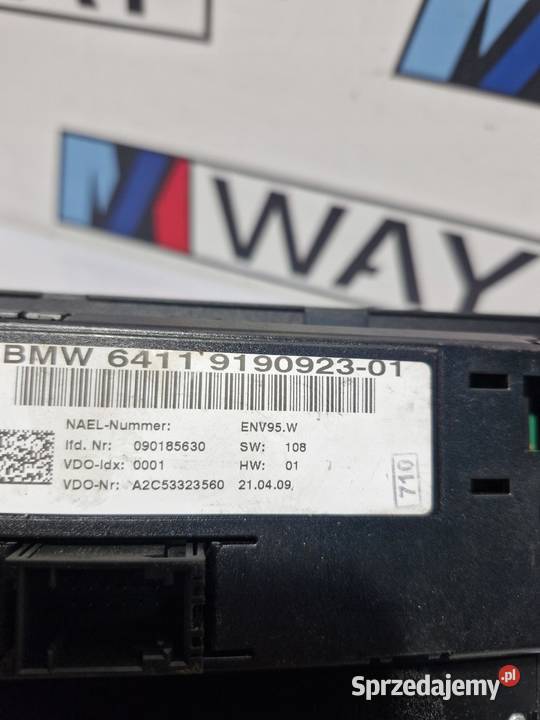 WAY
BMW 6411 9190923-01
NAEL-Nummer: ENV95.W
lfd. Nr: 090185630 SW: 108
VDO-Idx: 0001 HW: 01
VDO-Nr: A2C53323560 21.04.09
710
Sprzedajemy.pl